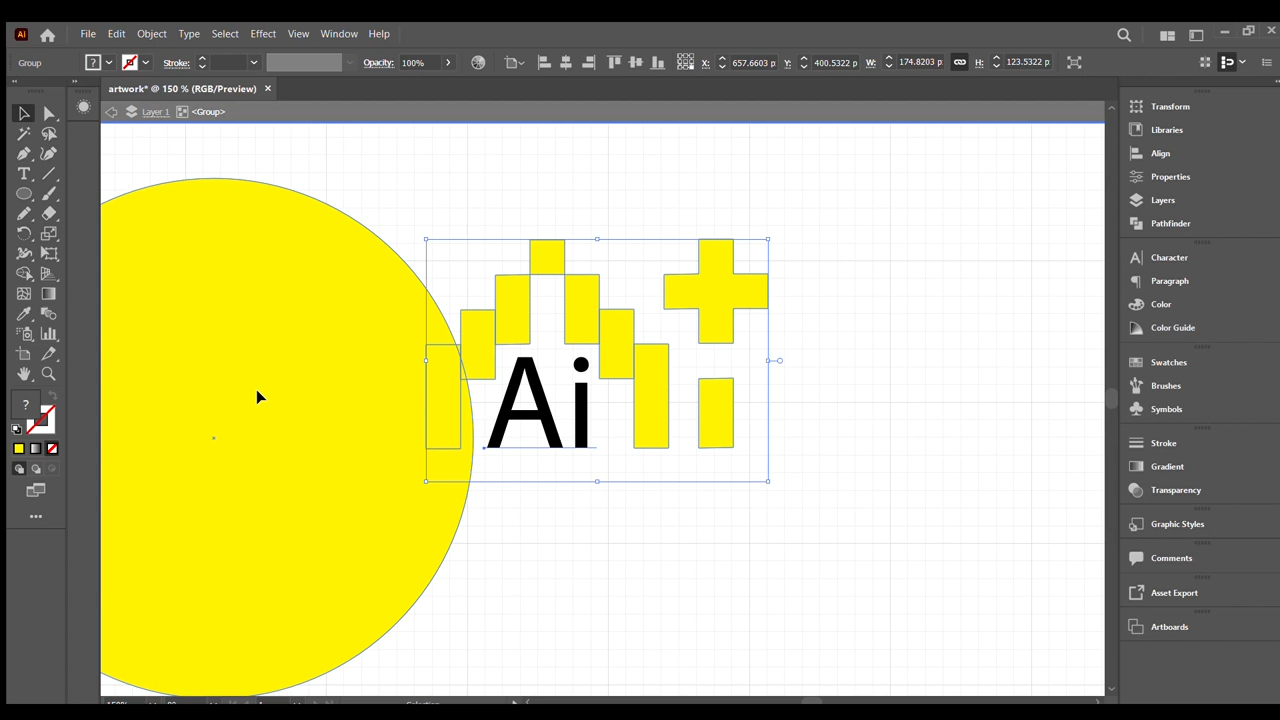 Ai File Edit Object Type Select Effect View Window Help
Group ? Stroke: Opacity: 100% X: 657.6603 p Y: 400.5322 p W: 174.8203 p H: 123.5322 p
artwork* @ 150 % (RGB/Preview) ×
Layer 1 <Group>
Transform
Libraries
Align
Properties
Layers
Pathfinder
Character
Paragraph
Color
Color Guide
Swatches
Brushes
Symbols
Stroke
Gradient
Transparency
Graphic Styles
Comments
Asset Export
Artboards
Ai
?
Selection